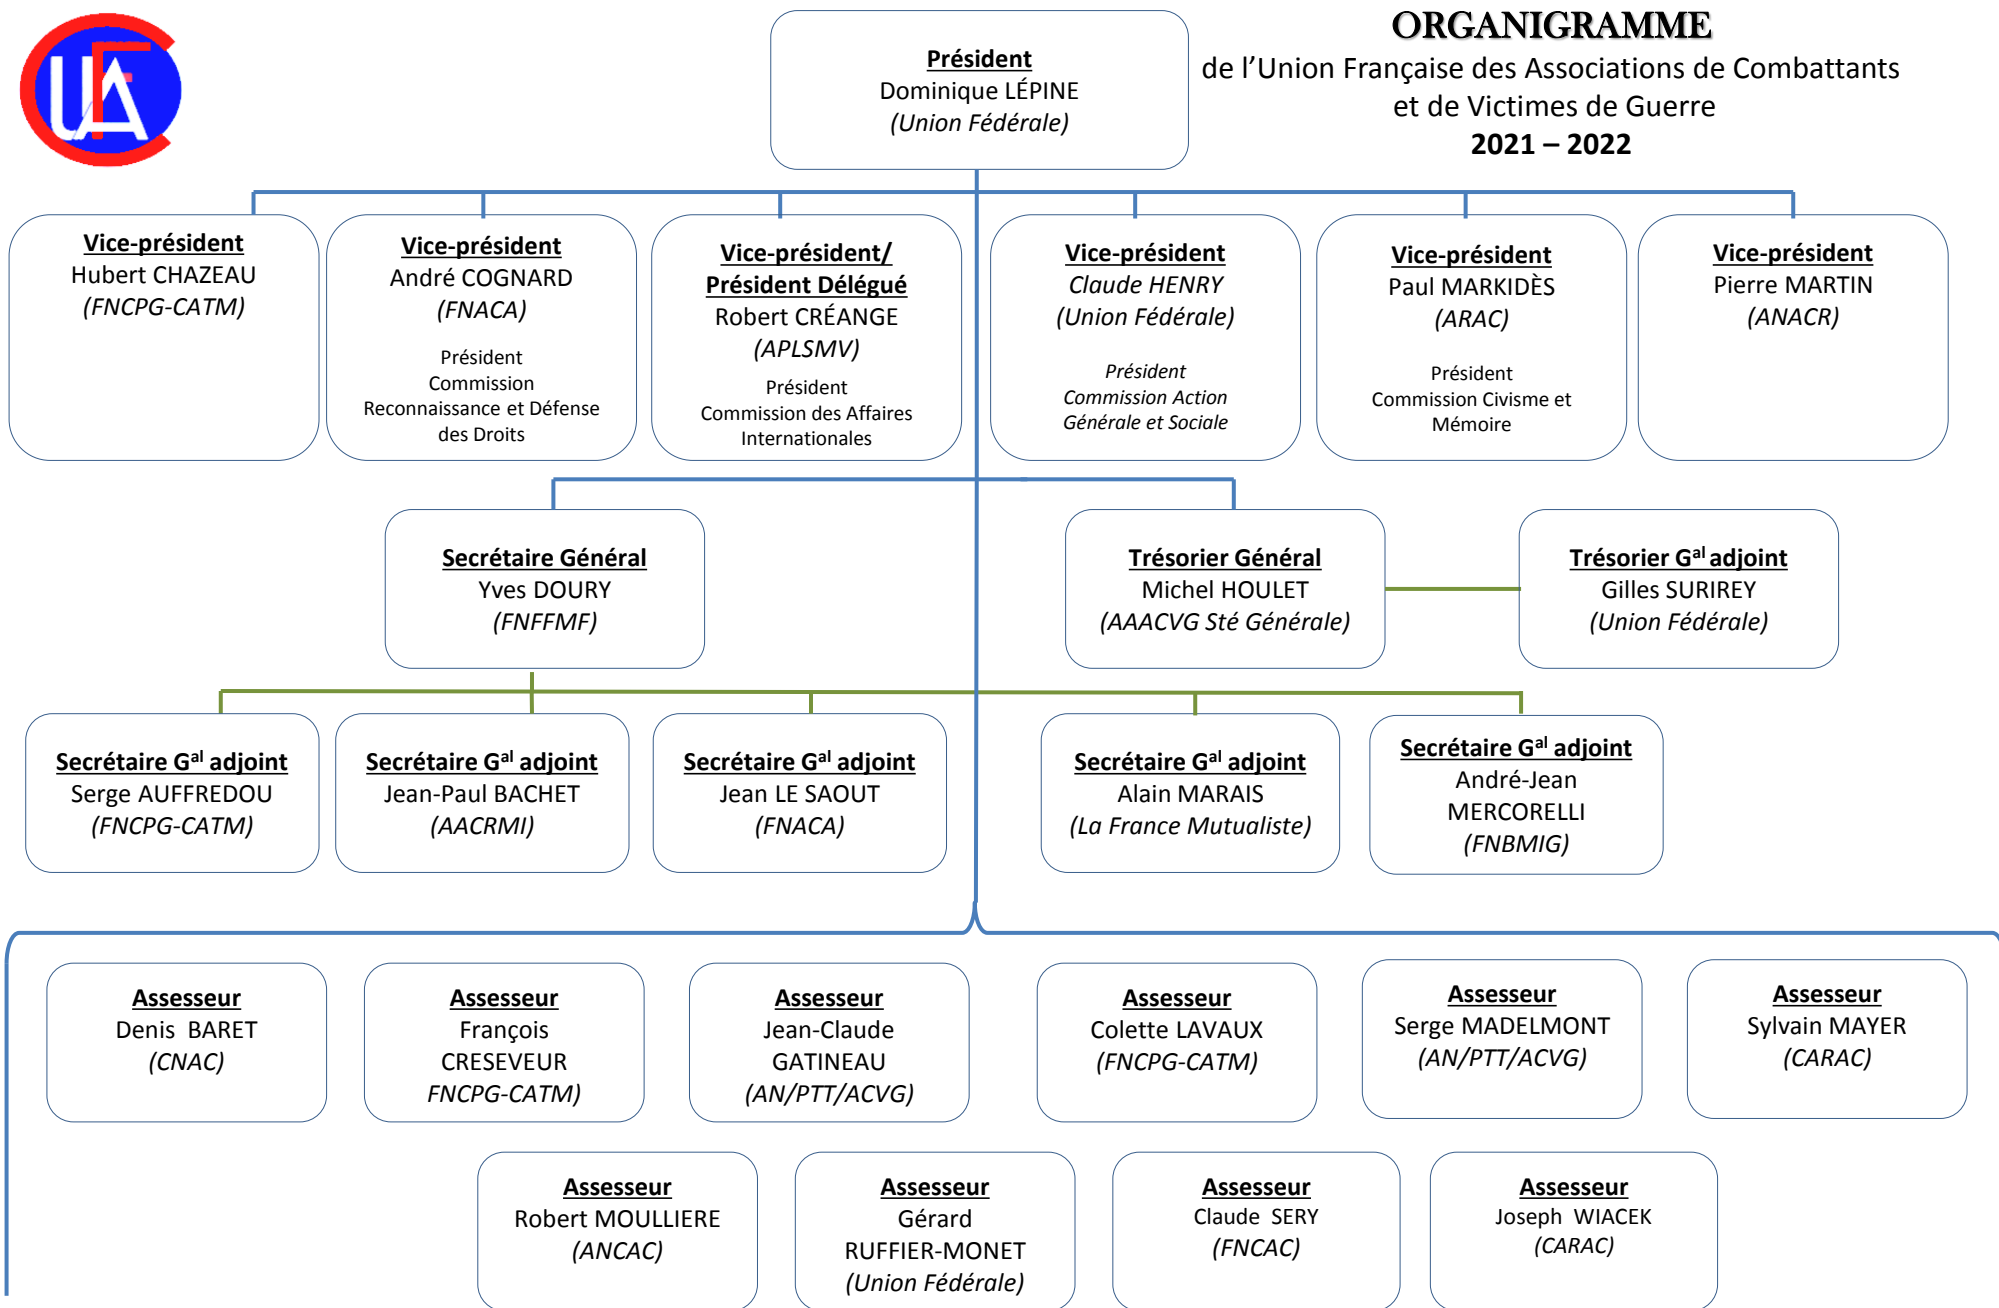 UFAC
Président
Dominique LÉPINE
(Union Fédérale)
ORGANIGRAMME
de l'Union Française des Associations de Combattants
et de Victimes de Guerre
2021 – 2022
Vice-président
Hubert CHAZEAU
(FNCPG-CATM)
Vice-président
André COGNARD
(FNACA)
Président
Commission
Reconnaissance et Défense
des Droits
Vice-président/
Président Délégué
Robert CRÉANGE
(APLSMV)
Président
Commission des Affaires
Internationales
Vice-président
Claude HENRY
(Union Fédérale)
Président
Commission Action
Générale et Sociale
Vice-président
Paul MARKIDÈS
(ARAC)
Président
Commission Civisme et
Mémoire
Vice-président
Pierre MARTIN
(ANACR)
Secrétaire Général
Yves DOURY
(FNFFMF)
Trésorier Général
Michel HOULET
(AAACVG Sté Générale)
Trésorier Gal adjoint
Gilles SURIREY
(Union Fédérale)
Secrétaire Gal adjoint
Serge AUFFREDOU
(FNCPG-CATM)
Secrétaire Gal adjoint
Jean-Paul BACHET
(AACRMI)
Secrétaire Gal adjoint
Jean LE SAOUT
(FNACA)
Secrétaire Gal adjoint
Alain MARAIS
(La France Mutualiste)
Secrétaire Gal adjoint
André-Jean
MERCORELLI
(FNBMIG)
Assesseur
Denis BARET
(CNAC)
Assesseur
François
CRESEVEUR
FNCPG-CATM)
Assesseur
Jean-Claude
GATINEAU
(AN/PTT/ACVG)
Assesseur
Colette LAVAUX
(FNCPG-CATM)
Assesseur
Serge MADELMONT
(AN/PTT/ACVG)
Assesseur
Sylvain MAYER
(CARAC)
Assesseur
Robert MOULLIERE
(ANCAC)
Assesseur
Gérard
RUFFIER-MONET
(Union Fédérale)
Assesseur
Claude SERY
(FNCAC)
Assesseur
Joseph WIACEK
(CARAC)